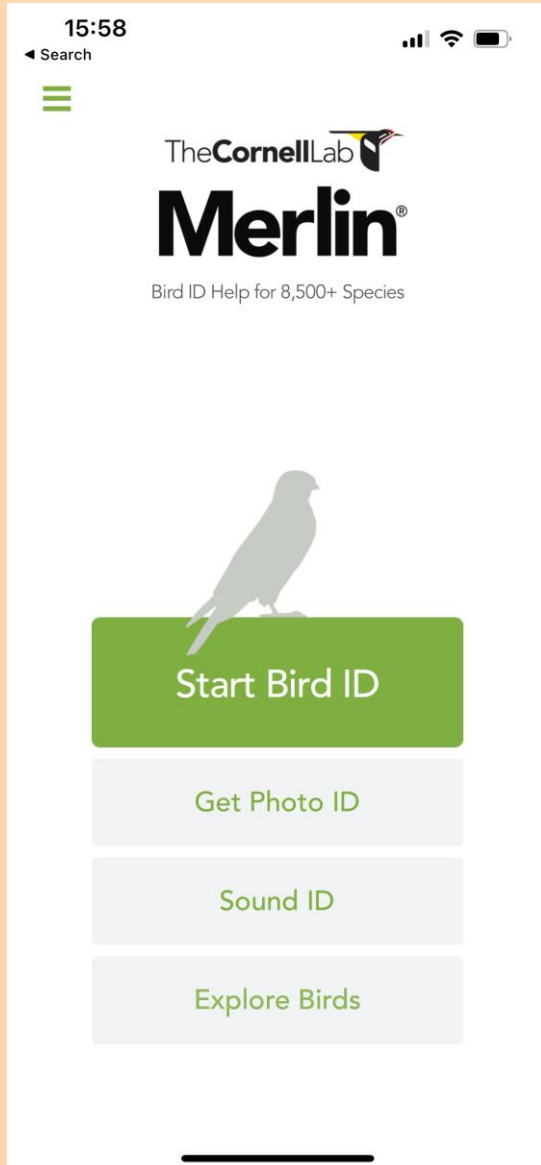 15:58
◀ Search
TheCornellLab
Merlin®
Bird ID Help for 8,500+ Species
Start Bird ID
Get Photo ID
Sound ID
Explore Birds